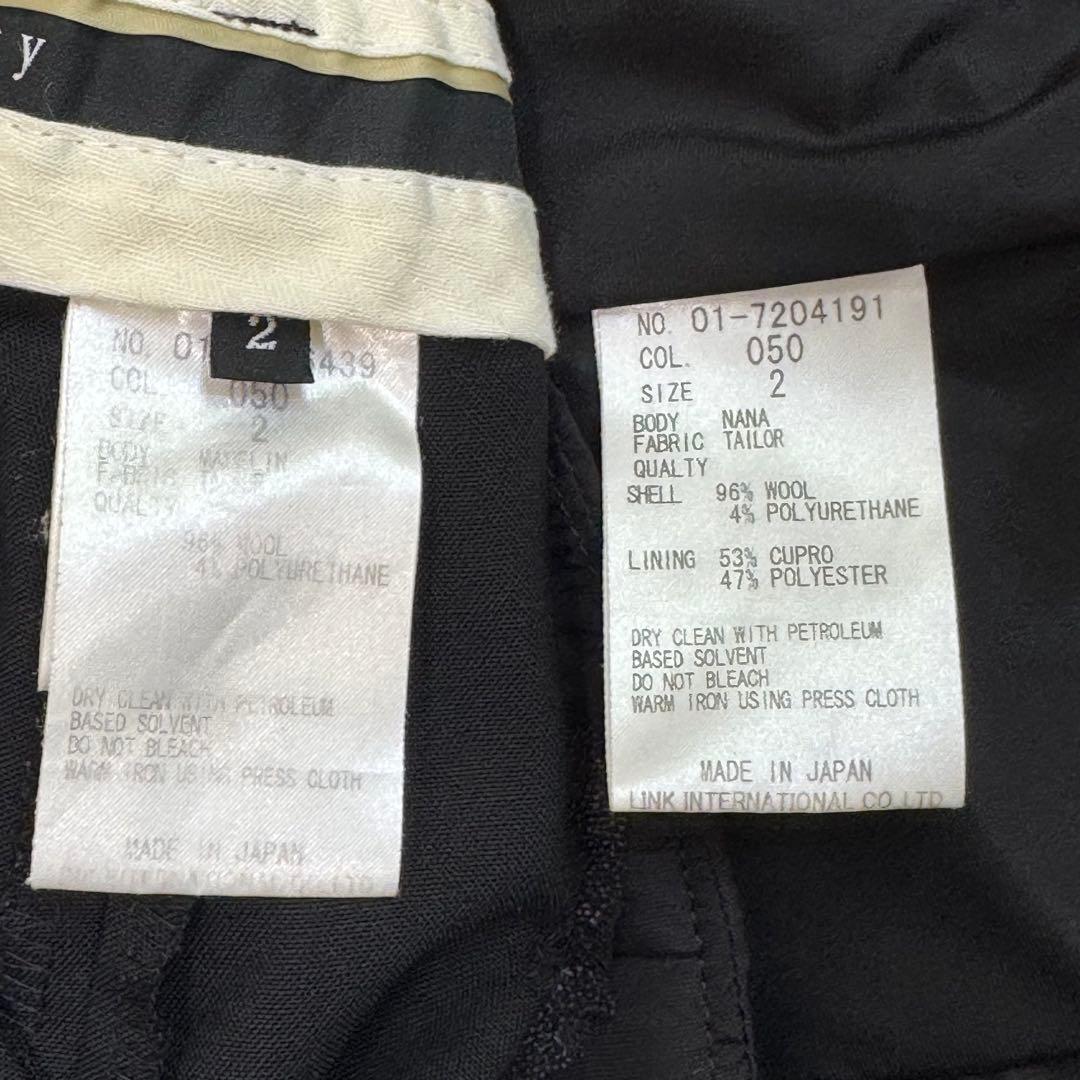 y
2
NO. 01 6439
COL. 050
SIZE 2
BODY
FABRIC
QUALTY
96% WOOL
4% POLYURETHANE
DRY CLEAN WITH PETROLEUM
BASED SOLVENT
DO NOT BLEACH
WARM IRON USING PRESS CLOTH
MADE IN JAPAN
NO. 01-7204191
COL. 050
SIZE 2
BODY NANA
FABRIC TAILOR
QUALTY
SHELL 96% WOOL
4% POLYURETHANE
LINING 53% CUPRO
47% POLYESTER
DRY CLEAN WITH PETROLEUM
BASED SOLVENT
DO NOT BLEACH
WARM IRON USING PRESS CLOTH
MADE IN JAPAN
LINK INTERNATIONAL CO.LTD